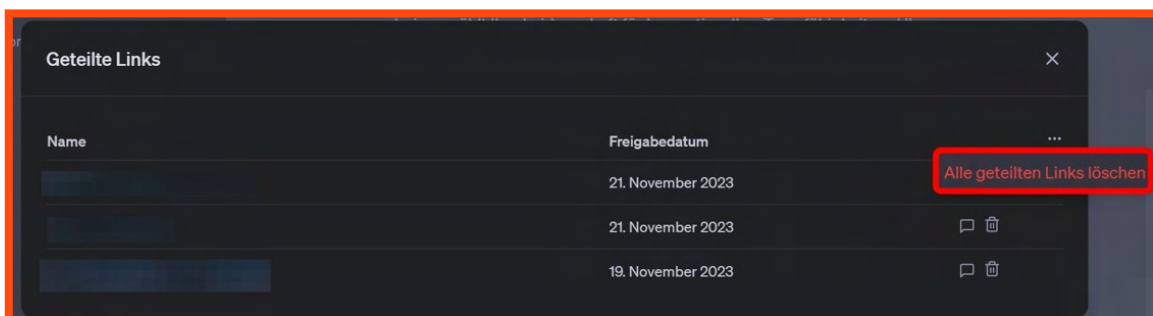 Geteilte Links
Name Freigabedatum ...
21. November 2023 Alle geteilten Links löschen
21. November 2023
19. November 2023